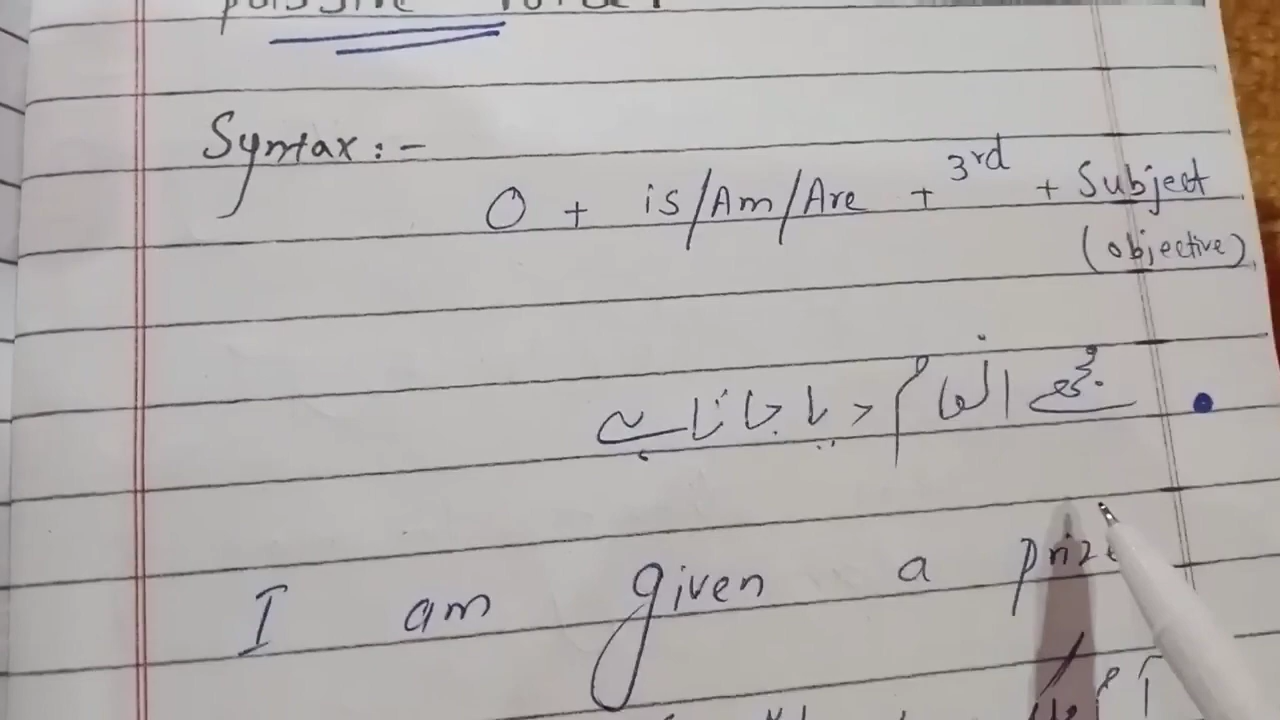 Syntax :-
O + is/Am/Are + 3rd + Subject
(objective)
مجھے انعام دیا جاتا ہے
I am given a prize